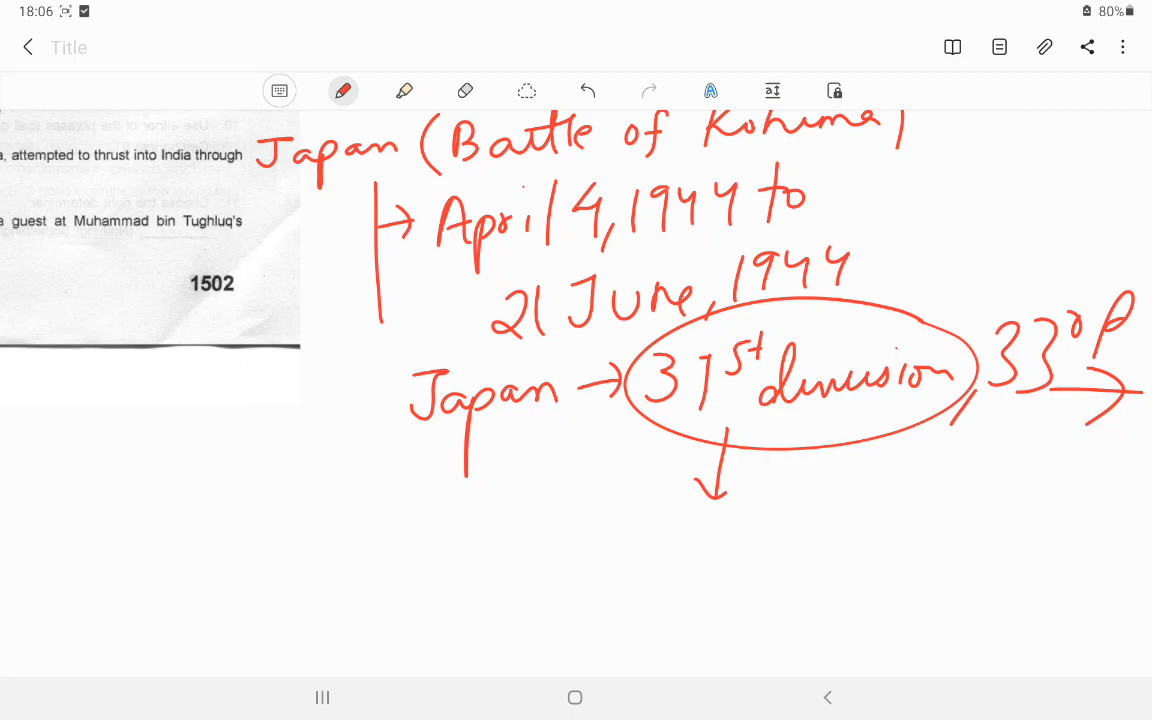 18:06
80%
Title
a, attempted to thrust into India through
a guest at Muhammad bin Tughluq's
1502
Japan (Battle of Kohima)
April 4, 1944 to
21 June, 1944
Japan → 31st division, 33